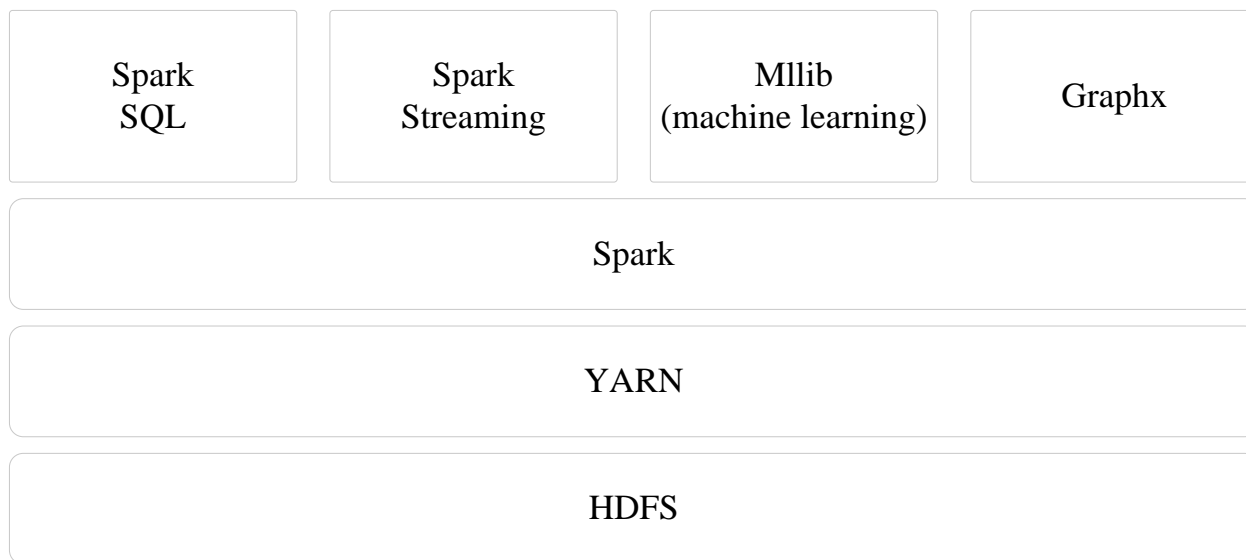 Spark
SQL
Spark
Streaming
Mllib
(machine learning)
Graphx
Spark
YARN
HDFS